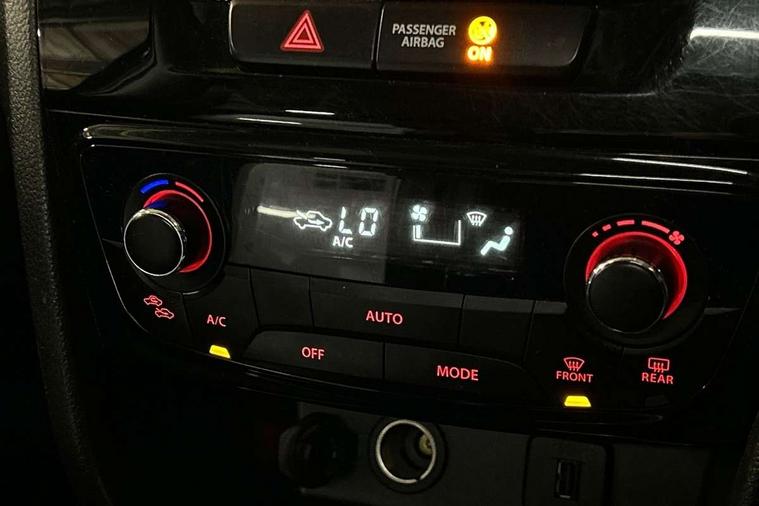 PASSENGER
AIRBAG
ON
LO
A/C
A/C
AUTO
OFF
MODE
FRONT
REAR